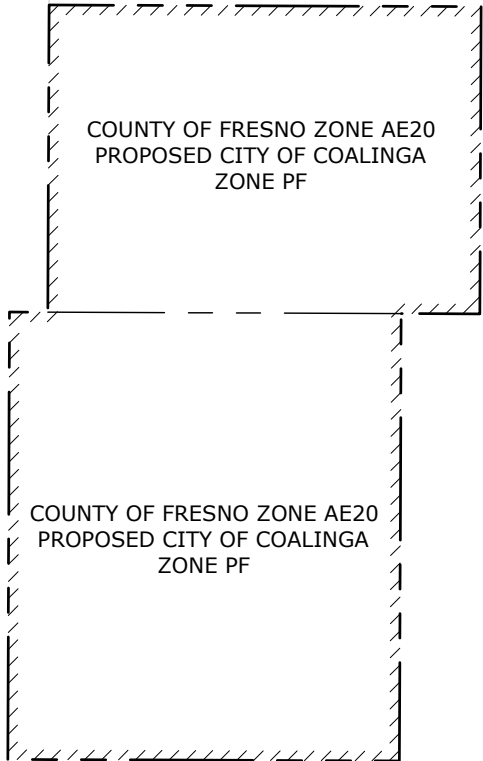 COUNTY OF FRESNO ZONE AE20
PROPOSED CITY OF COALINGA
ZONE PF
COUNTY OF FRESNO ZONE AE20
PROPOSED CITY OF COALINGA
ZONE PF